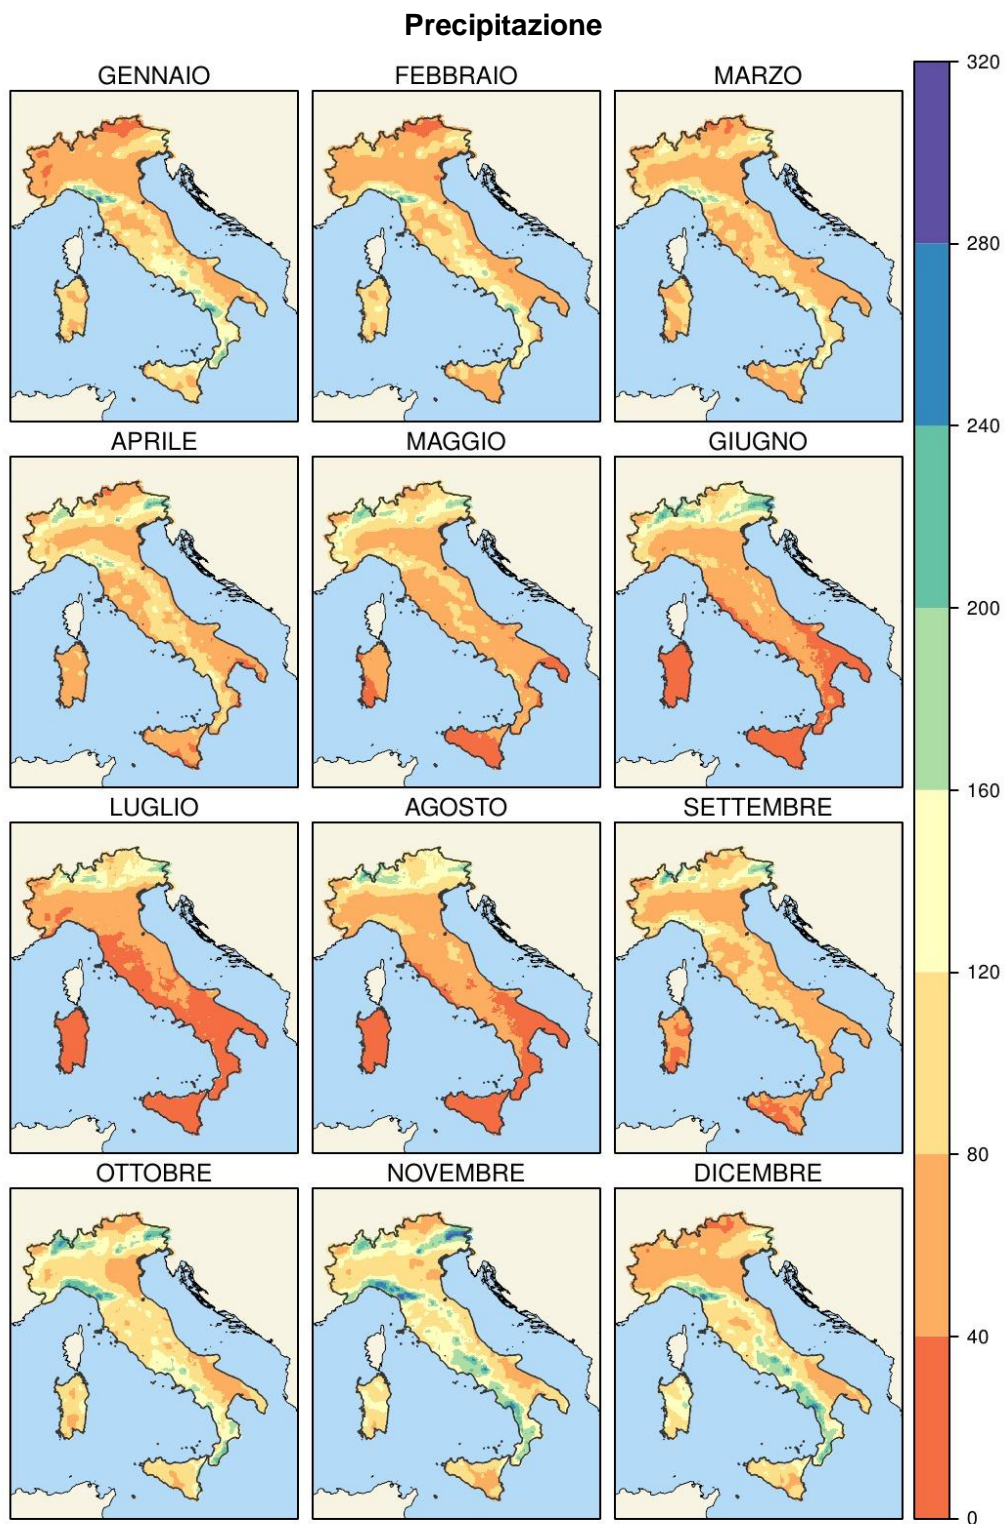 Precipitazione
GENNAIO
FEBBRAIO
MARZO
APRILE
MAGGIO
GIUGNO
LUGLIO
AGOSTO
SETTEMBRE
OTTOBRE
NOVEMBRE
DICEMBRE
320
280
240
200
160
120
80
40
0